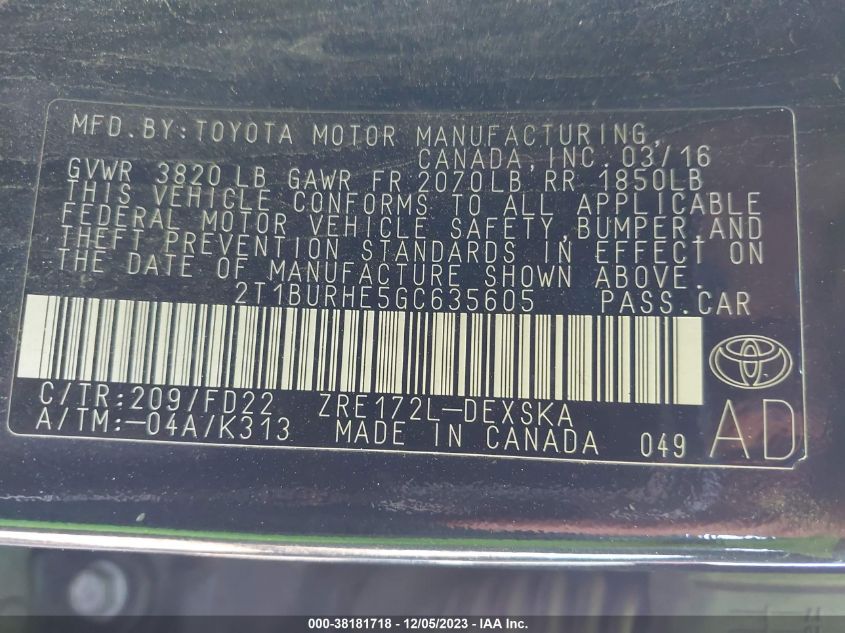 MFD.BY:TOYOTA MOTOR MANUFACTURING,
CANADA,INC.03/16
GVWR 3820 LB GAWR FR 2070LB RR 1850LB
THIS VEHICLE CONFORMS TO ALL APPLICABLE
FEDERAL MOTOR VEHICLE SAFETY,BUMPER,AND
THEFT PREVENTION STANDARDS IN EFFECT ON
THE DATE OF MANUFACTURE SHOWN ABOVE.
2T1BURHE5GC635605 PASS.CAR
C/TR:209/FD22 ZRE172L-DEXSKA
A/TM:-04A/K313 MADE IN CANADA 049 AD
000-38181718 - 12/05/2023 - IAA Inc.